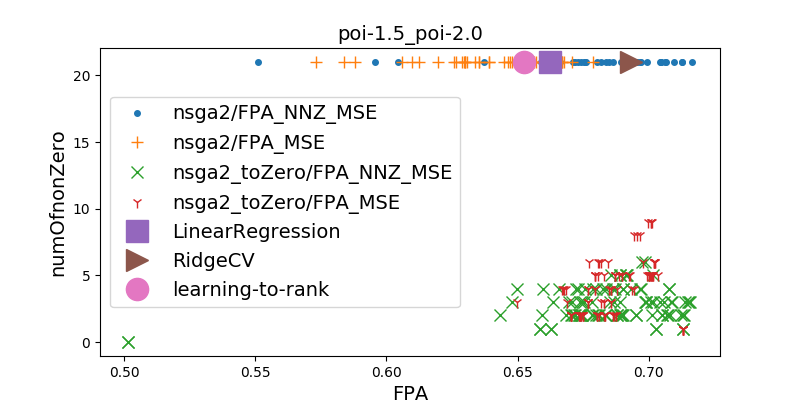 poi-1.5_poi-2.0
numOfnonZero
20
15
10
5
0
nsga2/FPA_NNZ_MSE
nsga2/FPA_MSE
nsga2_toZero/FPA_NNZ_MSE
nsga2_toZero/FPA_MSE
LinearRegression
RidgeCV
learning-to-rank
0.50 0.55 0.60 0.65 0.70
FPA